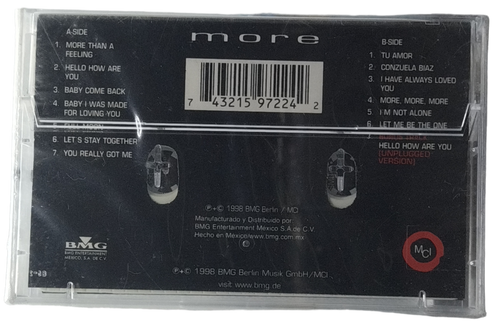 more
A-SIDE
1. MORE THAN A
FEELING
2. HELLO HOW ARE
YOU
3. BABY COME BACK
4. BABY I WAS MADE
FOR LOVING YOU
6. LET'S STAY TOGETHER
7. YOU REALLY GOT ME
7 43215 97224 2
B-SIDE
1. TU AMOR
2. CONZUELA BIAZ
3. I HAVE ALWAYS LOVED
YOU
4. MORE, MORE, MORE
5. I'M NOT ALONE
6. LET ME BE THE ONE
7.
HELLO HOW ARE YOU
(UNPLUGGED
VERSION)
℗+© 1998 BMG Berlin / MCI
Manufacturado y Distribuido por
BMG Entertainment Mexico S.A. de C.V.
Hecho en Mexico/www.bmg.com.mx
BMG
BMG ENTERTAINMENT
MEXICO, S.A. DE C.V.
MCI
℗+© 1998 BMG Berlin Musik GmbH/MCI
visit www.bmg.de